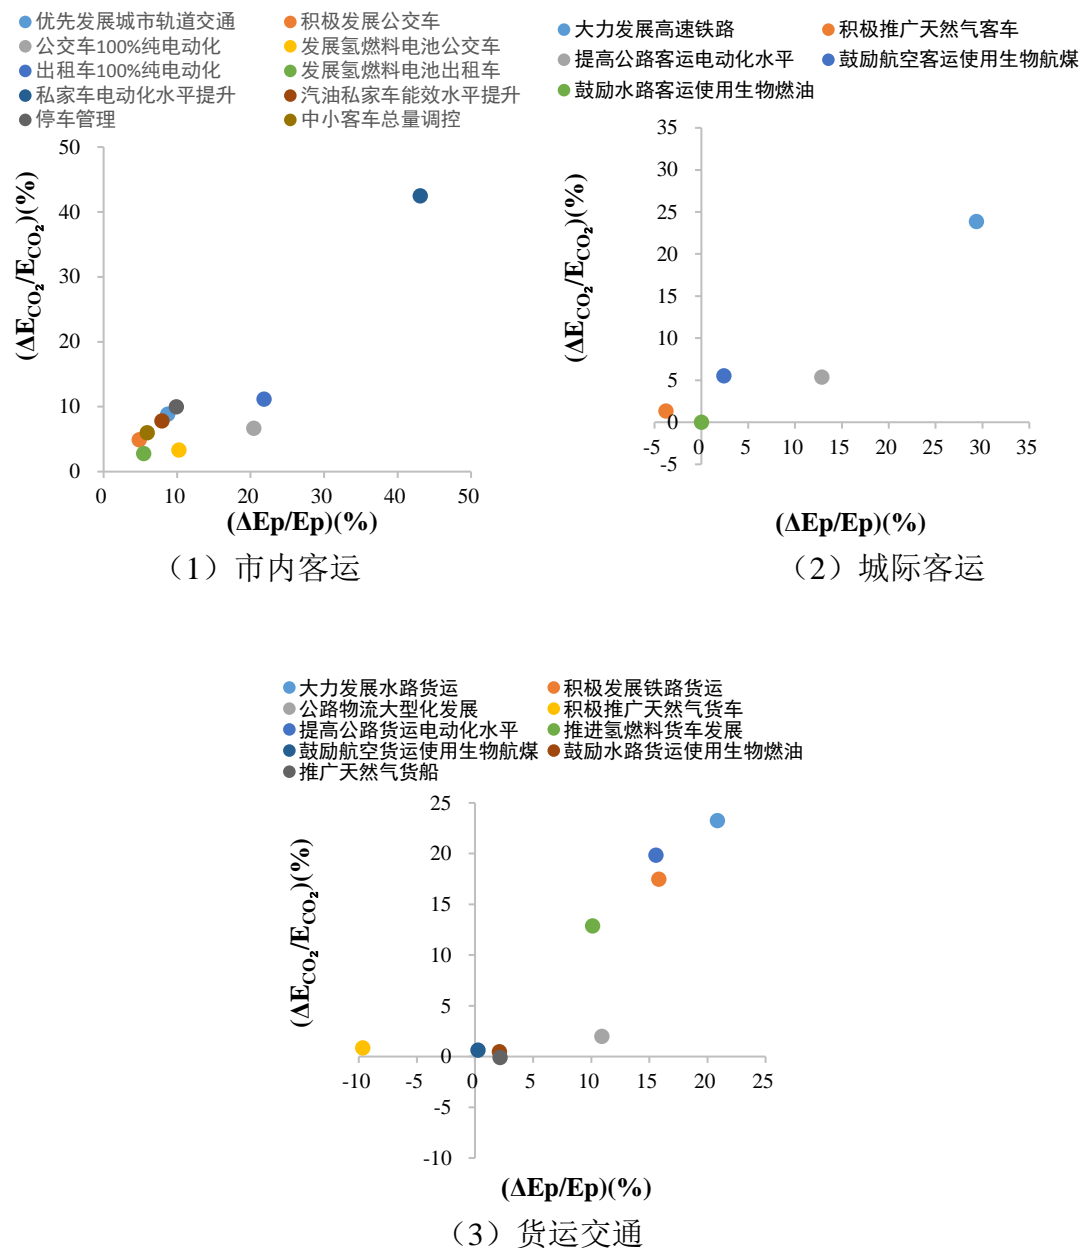 优先发展城市轨道交通 积极发展公交车
公交车100%纯电动化 发展氢燃料电池公交车
出租车100%纯电动化 发展氢燃料电池出租车
私家车电动化水平提升 汽油私家车能效水平提升
停车管理 中小客车总量调控
50
40
30
20
10
0
0 10 20 30 40 50
(ΔE_CO₂/E_CO₂)(%)
(ΔEp/Ep)(%)
（1）市内客运
大力发展高速铁路 积极推广天然气客车
提高公路客运电动化水平 鼓励航空客运使用生物航煤
鼓励水路客运使用生物燃油
35
30
25
20
15
10
5
0
-5
-5 0 5 10 15 20 25 30 35
(ΔE_CO₂/E_CO₂)(%)
(ΔEp/Ep)(%)
（2）城际客运
大力发展水路货运 积极发展铁路货运
公路物流大型化发展 积极推广天然气货车
提高公路货运电动化水平 推进氢燃料货车发展
鼓励航空货运使用生物航煤 鼓励水路货运使用生物燃油
推广天然气货船
25
20
15
10
5
0
-5
-10
-10 -5 0 5 10 15 20 25
(ΔE_CO₂/E_CO₂)(%)
(ΔEp/Ep)(%)
（3）货运交通